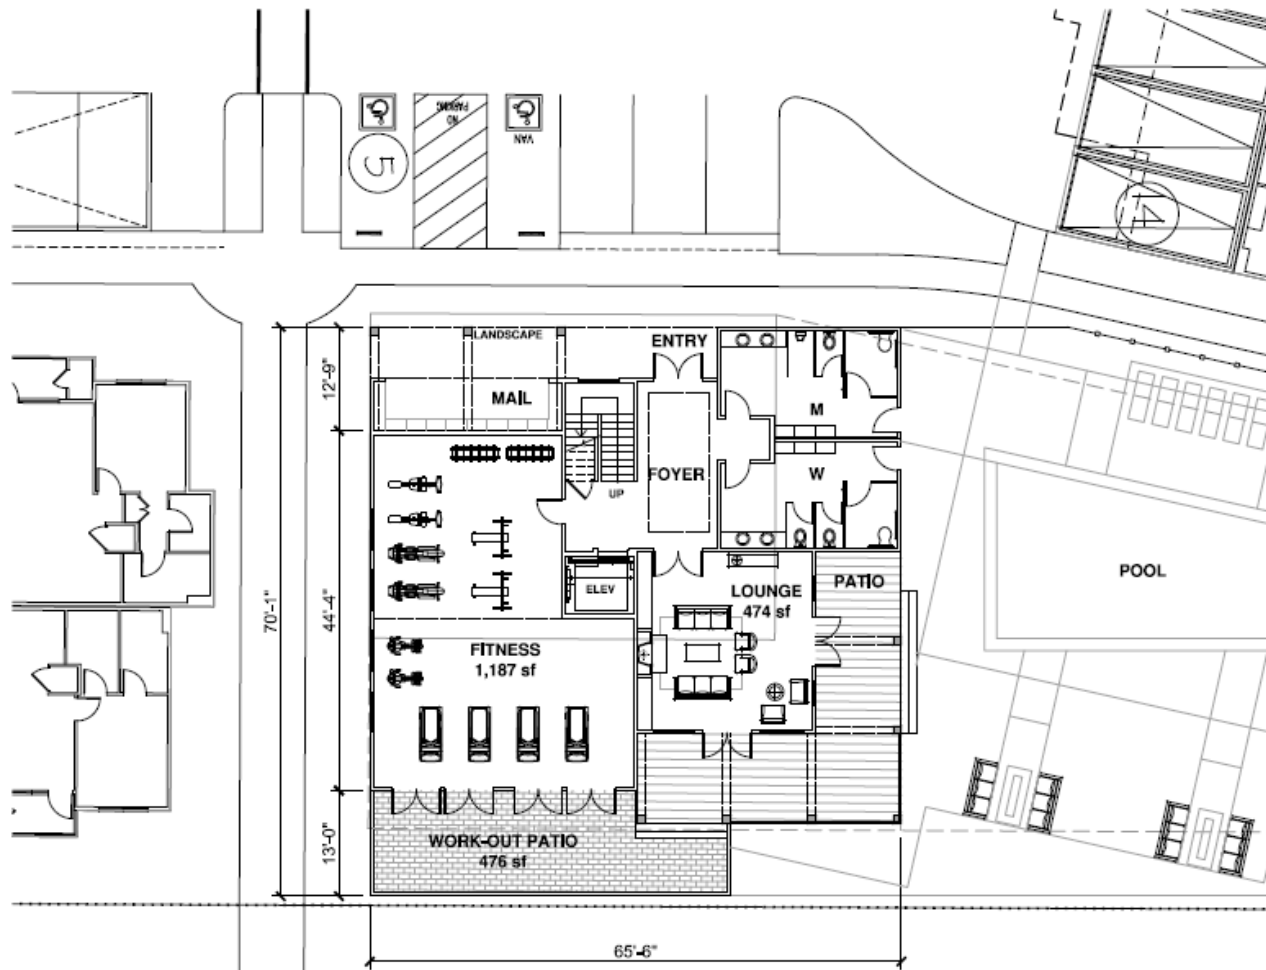 NO
PARKING
VAN
5
14
LANDSCAPE
ENTRY
12'-9"
MAIL
M
FOYER
W
UP
ELEV
LOUNGE
474 sf
PATIO
POOL
70'-1"
44'-4"
FITNESS
1,187 sf
13'-0"
WORK-OUT PATIO
476 sf
65'-6"